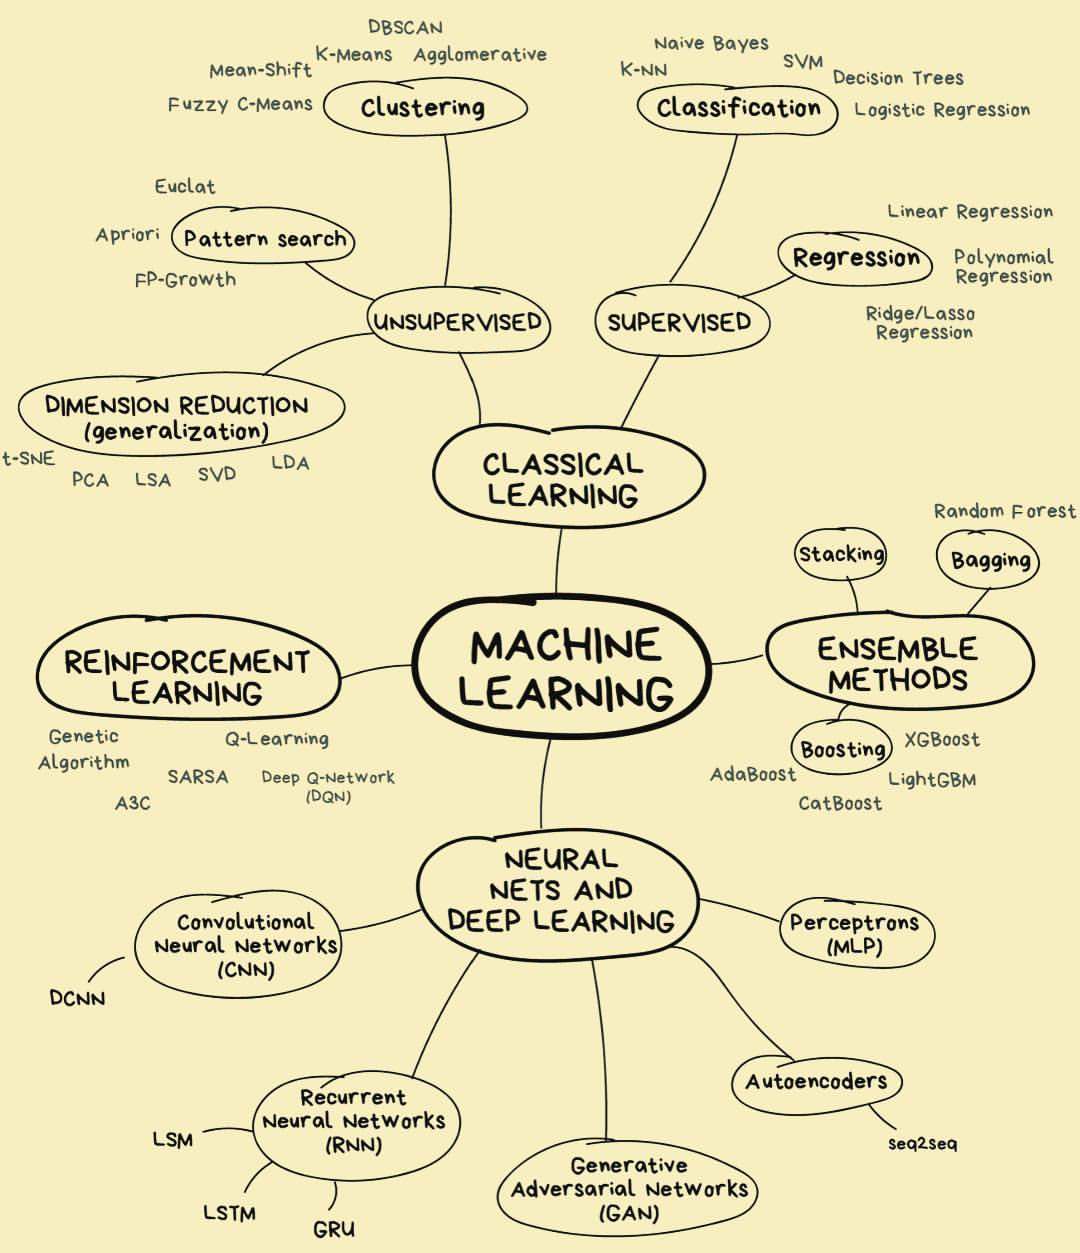 DBSCAN
K-Means
Agglomerative
Mean-Shift
Fuzzy C-Means
Clustering
Naive Bayes
K-NN
SVM
Decision Trees
Classification
Logistic Regression
Euclat
Apriori
Pattern search
FP-Growth
Linear Regression
Regression
Polynomial
Regression
Ridge/Lasso
Regression
UNSUPERVISED
SUPERVISED
DIMENSION REDUCTION
(generalization)
t-SNE
PCA
LSA
SVD
LDA
CLASSICAL
LEARNING
Random Forest
Stacking
Bagging
REINFORCEMENT
LEARNING
MACHINE
LEARNING
ENSEMBLE
METHODS
Genetic
Algorithm
Q-Learning
SARSA
Deep Q-Network
(DQN)
A3C
Boosting
XGBoost
AdaBoost
LightGBM
CatBoost
NEURAL
NETS AND
DEEP LEARNING
Convolutional
Neural Networks
(CNN)
DCNN
Perceptrons
(MLP)
Autoencoders
seq2seq
Recurrent
Neural Networks
(RNN)
LSM
LSTM
GRU
Generative
Adversarial Networks
(GAN)